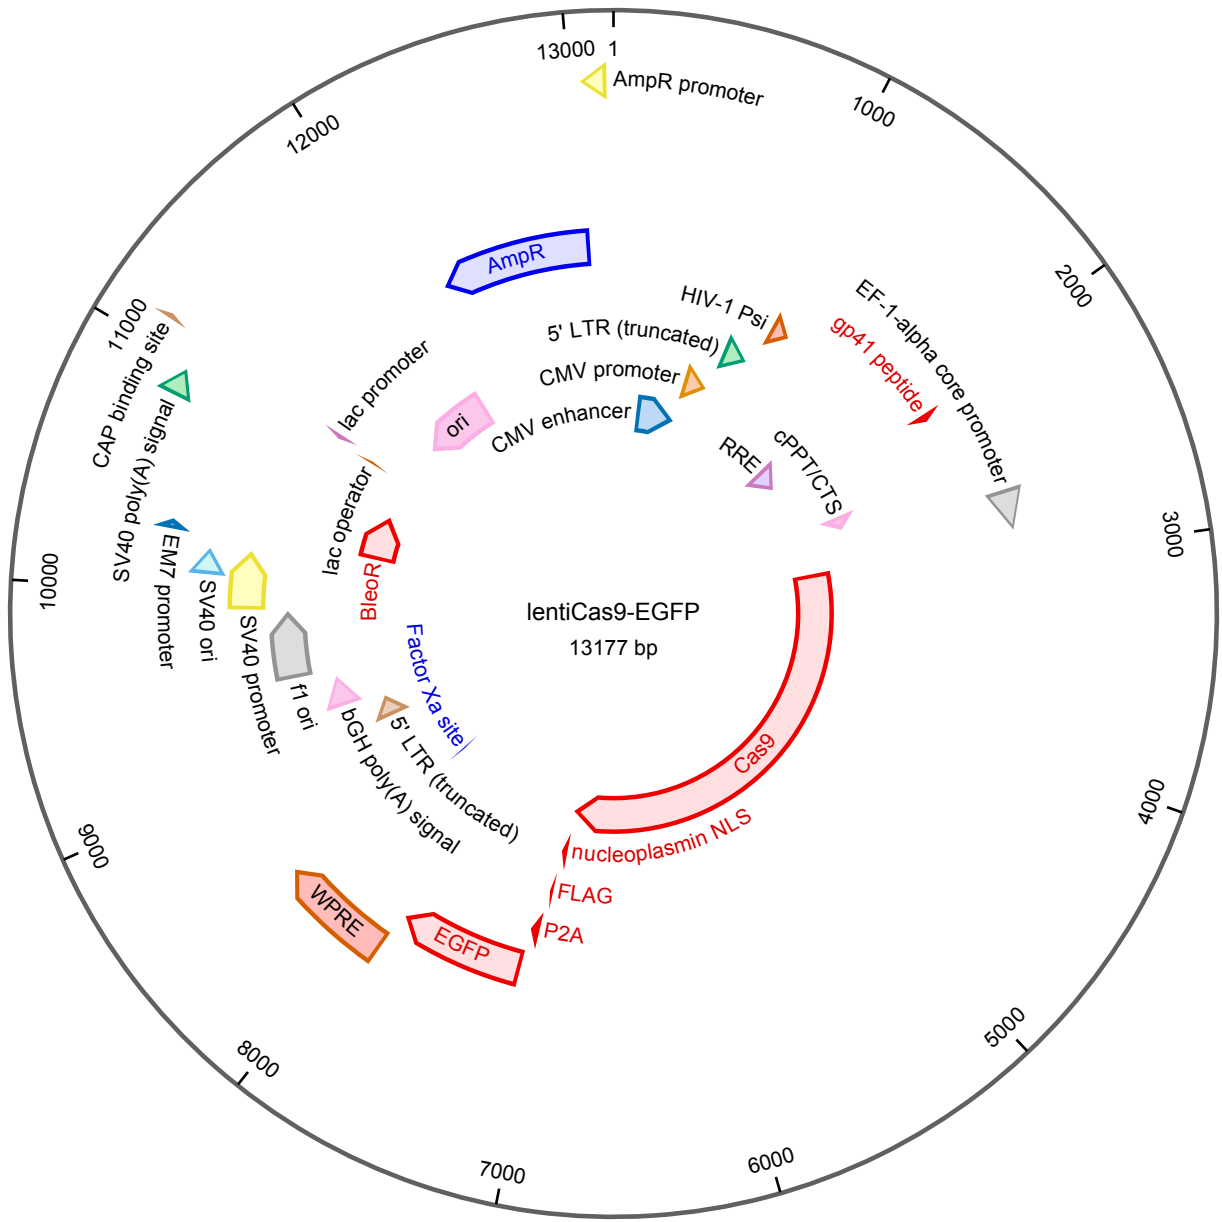 13000
1
AmpR promoter
1000
12000
2000
AmpR
HIV-1 Psi
EF-1-alpha core promoter
11000
CAP binding site
5' LTR (truncated)
gp41 peptide
lac promoter
CMV promoter
SV40 poly(A) signal
ori
CMV enhancer
RRE
cPPT/CTS
3000
lac operator
10000
EM7 promoter
SV40 ori
BleoR
lentiCas9-EGFP
13177 bp
SV40 promoter
f1 ori
Factor Xa site
bGH poly(A) signal
5' LTR (truncated)
Cas9
4000
9000
nucleoplasmin NLS
FLAG
WPRE
EGFP
P2A
5000
8000
7000
6000